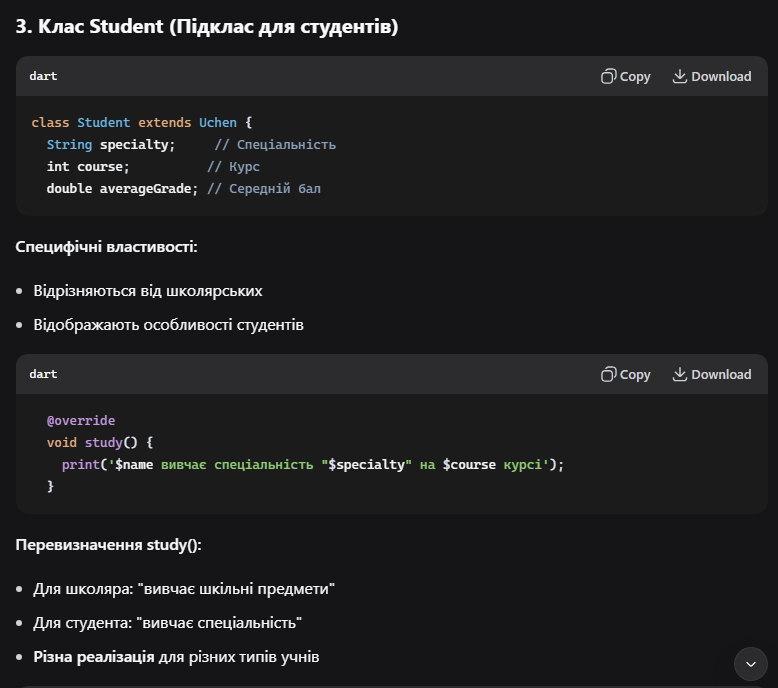 3. Клас Student (Підклас для студентів)
dart Copy Download
class Student extends Uchen {
  String specialty;     // Спеціальність
  int course;          // Курс
  double averageGrade; // Середній бал
Специфічні властивості:
• Відрізняються від школярських
• Відображають особливості студентів
dart Copy Download
  @override
  void study() {
    print('$name вивчає спеціальність "$specialty" на $course курсі');
  }
Перевизначення study():
• Для школяра: "вивчає шкільні предмети"
• Для студента: "вивчає спеціальність"
• Різна реалізація для різних типів учнів